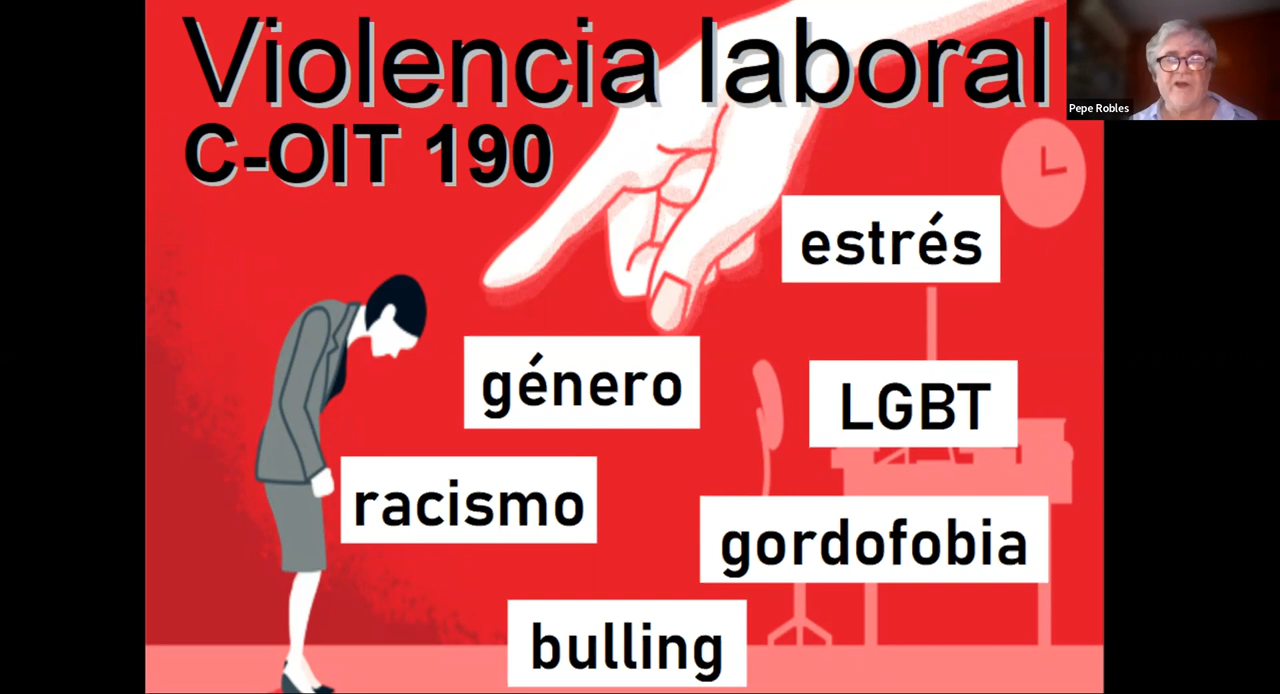 Violencia laboral
C-OIT 190
Pepe Robles
estrés
género
LGBT
racismo
gordofobia
bulling